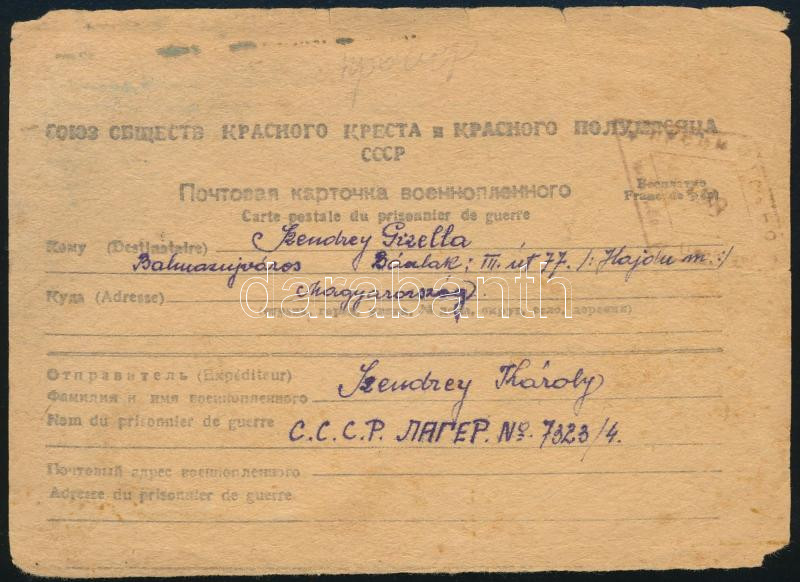 СОЮЗ ОБЩЕСТВ КРАСНОГО КРЕСТА и КРАСНОГО ПОЛУМЕСЯЦА
СССР
Почтовая карточка военнопленного
Carte postale du prisonnier de guerre
Бесплатно
Franc de port
Кому (Destinataire) Szendrey Gizella
Balmazujváros III. út 77. /: Hajdu m. :/
Куда (Adresse) Magyarország.
Отправитель (Expéditeur)
Фамилия и имя военнопленного Szendrey Károly
Nom du prisonnier de guerre С.С.С.Р. ЛАГЕР. № 7323/4.
Почтовый адрес военнопленного
Adresse du prisonnier de guerre
darabanth